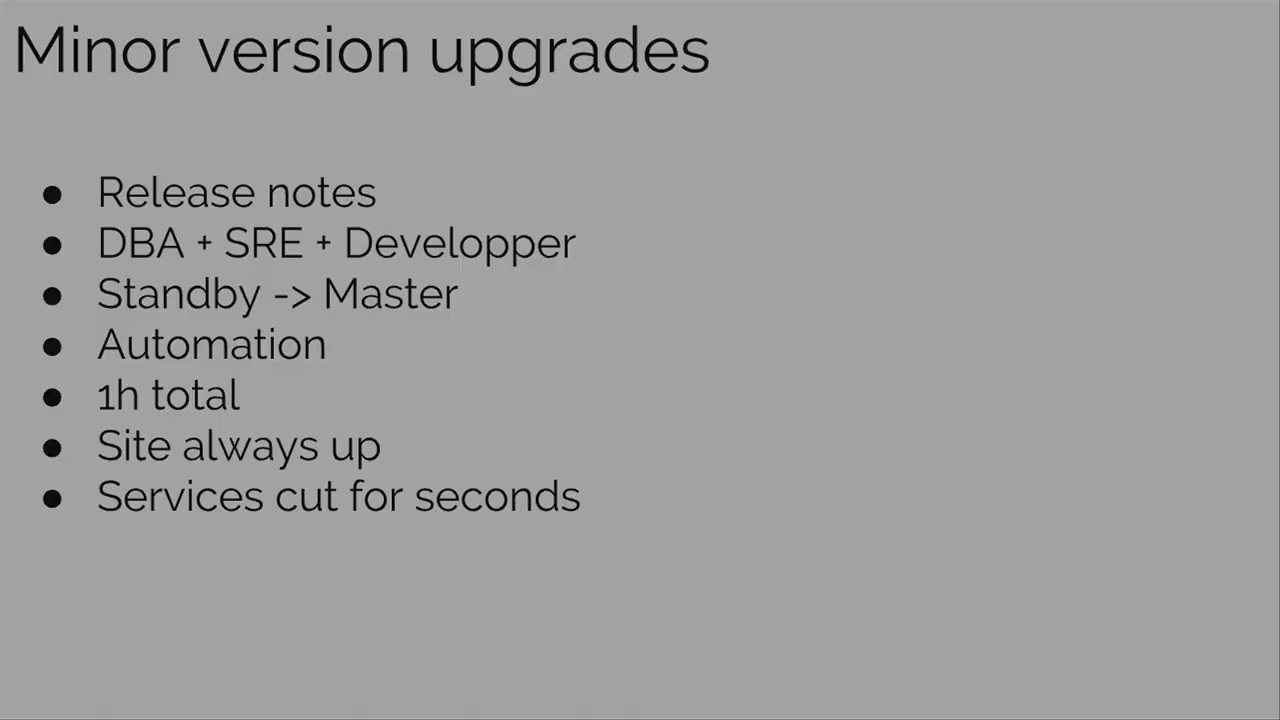 Minor version upgrades
● Release notes
● DBA + SRE + Developper
● Standby -> Master
● Automation
● 1h total
● Site always up
● Services cut for seconds